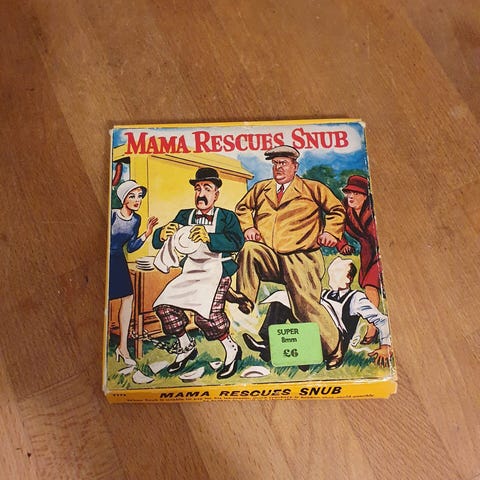 MAMA RESCUES SNUB
SUPER
8mm
£6
MAMA RESCUES SNUB